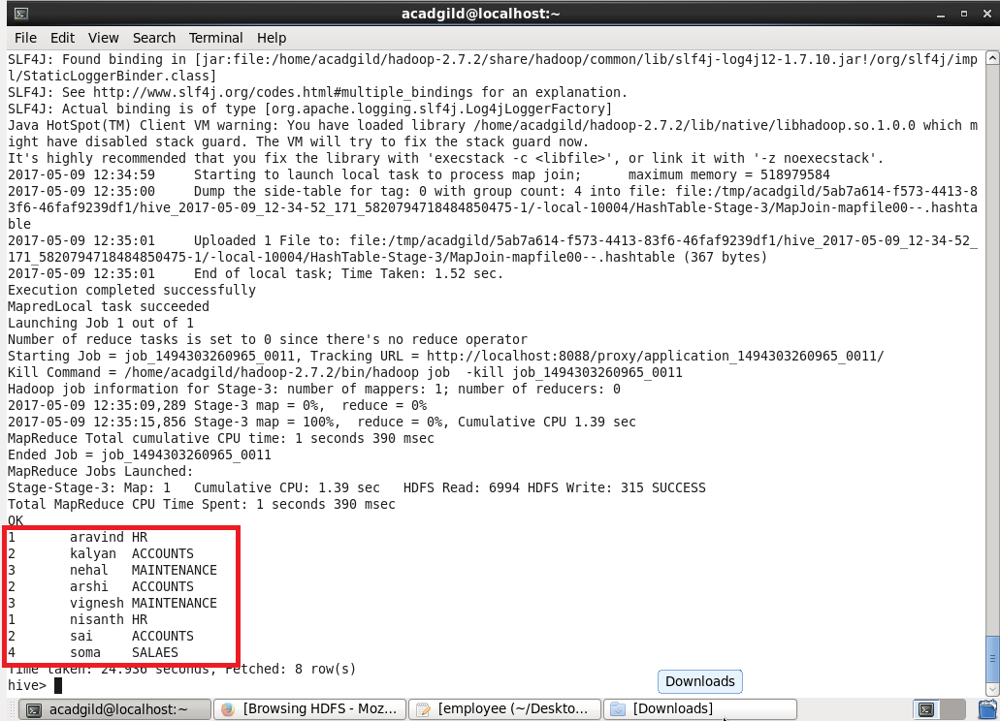 acadgild@localhost:~
File Edit View Search Terminal Help
SLF4J: Found binding in [jar:file:/home/acadgild/hadoop-2.7.2/share/hadoop/common/lib/slf4j-log4j12-1.7.10.jar!/org/slf4j/imp
l/StaticLoggerBinder.class]
SLF4J: See http://www.slf4j.org/codes.html#multiple_bindings for an explanation.
SLF4J: Actual binding is of type [org.apache.logging.slf4j.Log4jLoggerFactory]
Java HotSpot(TM) Client VM warning: You have loaded library /home/acadgild/hadoop-2.7.2/lib/native/libhadoop.so.1.0.0 which m
ight have disabled stack guard. The VM will try to fix the stack guard now.
It's highly recommended that you fix the library with 'execstack -c <libfile>', or link it with '-z noexecstack'.
2017-05-09 12:34:59     Starting to launch local task to process map join;      maximum memory = 518979584
2017-05-09 12:35:00     Dump the side-table for tag: 0 with group count: 4 into file: file:/tmp/acadgild/5ab7a614-f573-4413-8
3f6-46faf9239df1/hive_2017-05-09_12-34-52_171_5820794718484850475-1/-local-10004/HashTable-Stage-3/MapJoin-mapfile00--.hashta
ble
2017-05-09 12:35:01     Uploaded 1 File to: file:/tmp/acadgild/5ab7a614-f573-4413-83f6-46faf9239df1/hive_2017-05-09_12-34-52_
171_5820794718484850475-1/-local-10004/HashTable-Stage-3/MapJoin-mapfile00--.hashtable (367 bytes)
2017-05-09 12:35:01     End of local task; Time Taken: 1.52 sec.
Execution completed successfully
MapredLocal task succeeded
Launching Job 1 out of 1
Number of reduce tasks is set to 0 since there's no reduce operator
Starting Job = job_1494303260965_0011, Tracking URL = http://localhost:8088/proxy/application_1494303260965_0011/
Kill Command = /home/acadgild/hadoop-2.7.2/bin/hadoop job  -kill job_1494303260965_0011
Hadoop job information for Stage-3: number of mappers: 1; number of reducers: 0
2017-05-09 12:35:09,289 Stage-3 map = 0%,  reduce = 0%
2017-05-09 12:35:15,856 Stage-3 map = 100%,  reduce = 0%, Cumulative CPU 1.39 sec
MapReduce Total cumulative CPU time: 1 seconds 390 msec
Ended Job = job_1494303260965_0011
MapReduce Jobs Launched:
Stage-Stage-3: Map: 1   Cumulative CPU: 1.39 sec   HDFS Read: 6994 HDFS Write: 315 SUCCESS
Total MapReduce CPU Time Spent: 1 seconds 390 msec
OK
1       aravind HR
2       kalyan  ACCOUNTS
3       nehal   MAINTENANCE
2       arshi   ACCOUNTS
3       vignesh MAINTENANCE
1       nisanth HR
2       sai     ACCOUNTS
4       soma    SALAES
Time taken: 24.936 seconds, Fetched: 8 row(s)
hive>
Downloads
acadgild@localhost:~ [Browsing HDFS - Moz... [employee (~/Deskto... [Downloads]